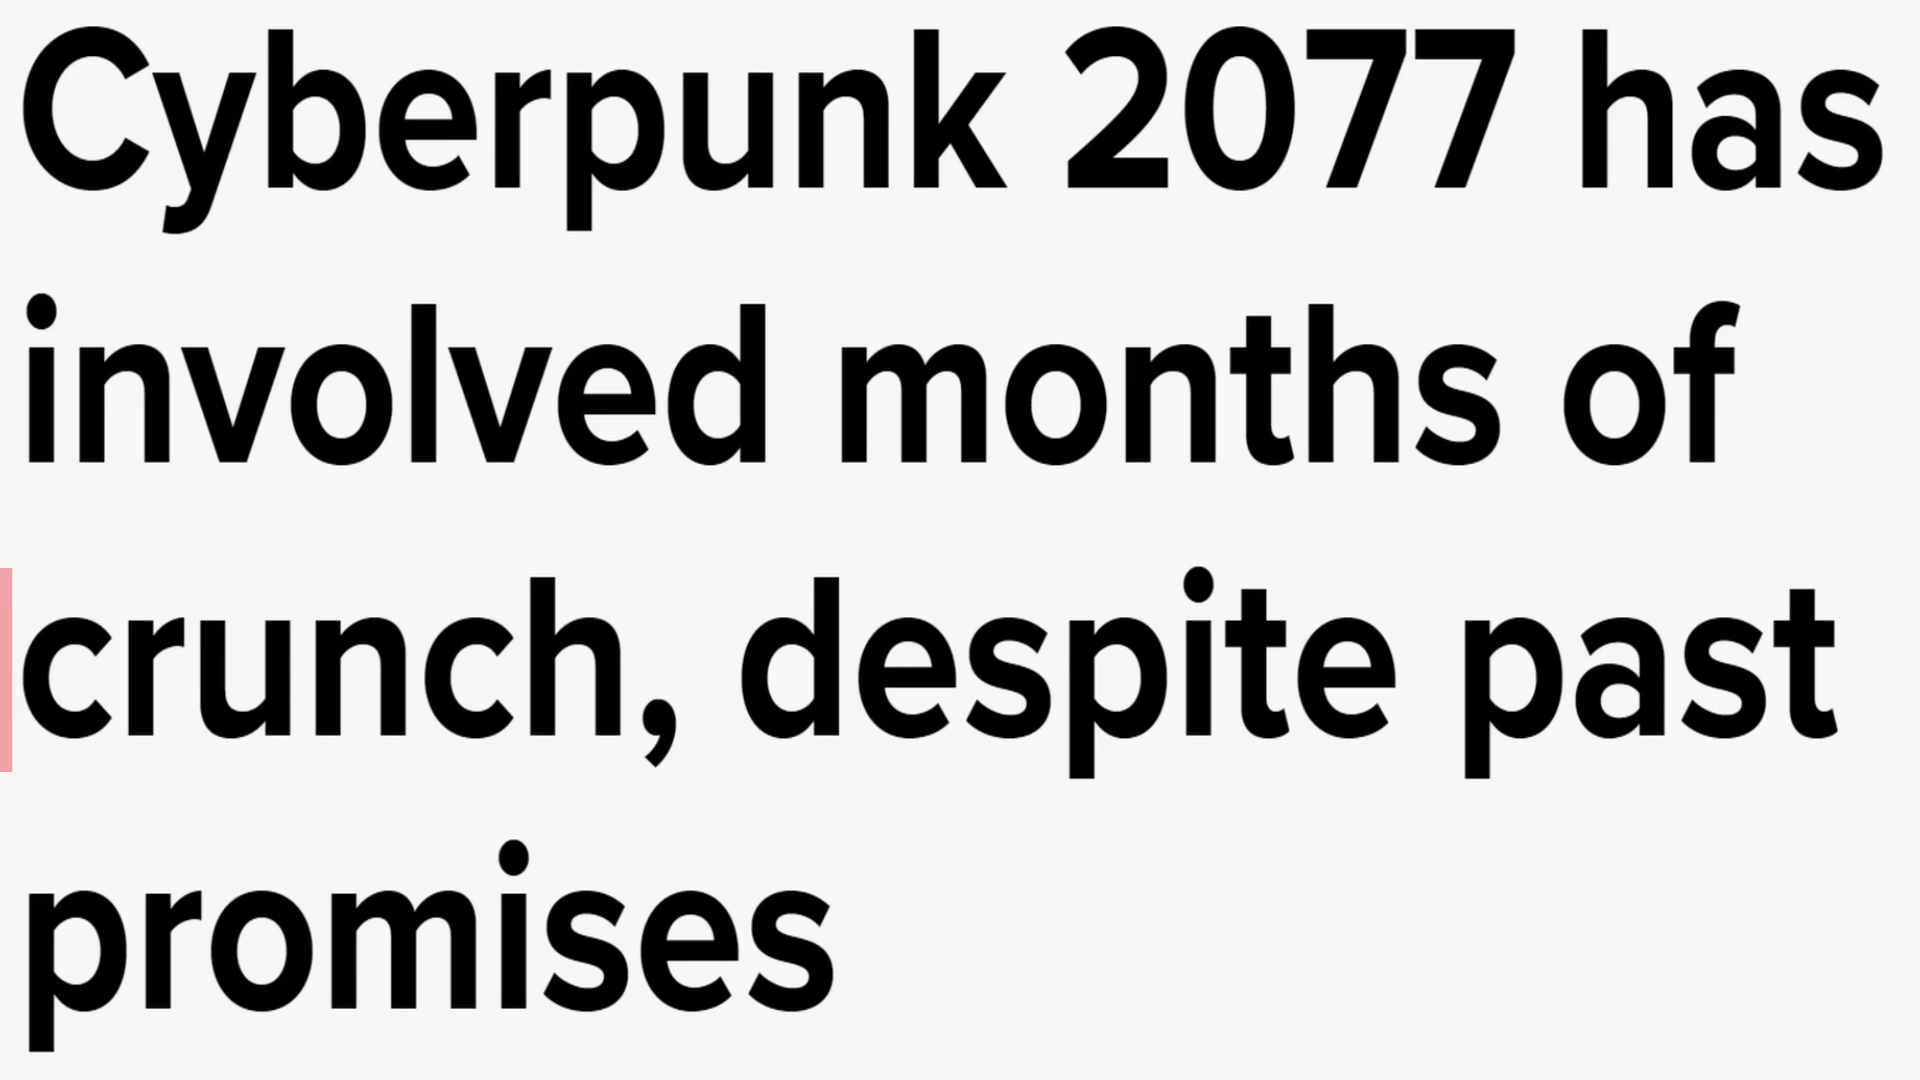 Cyberpunk 2077 has
involved months of
crunch, despite past
promises